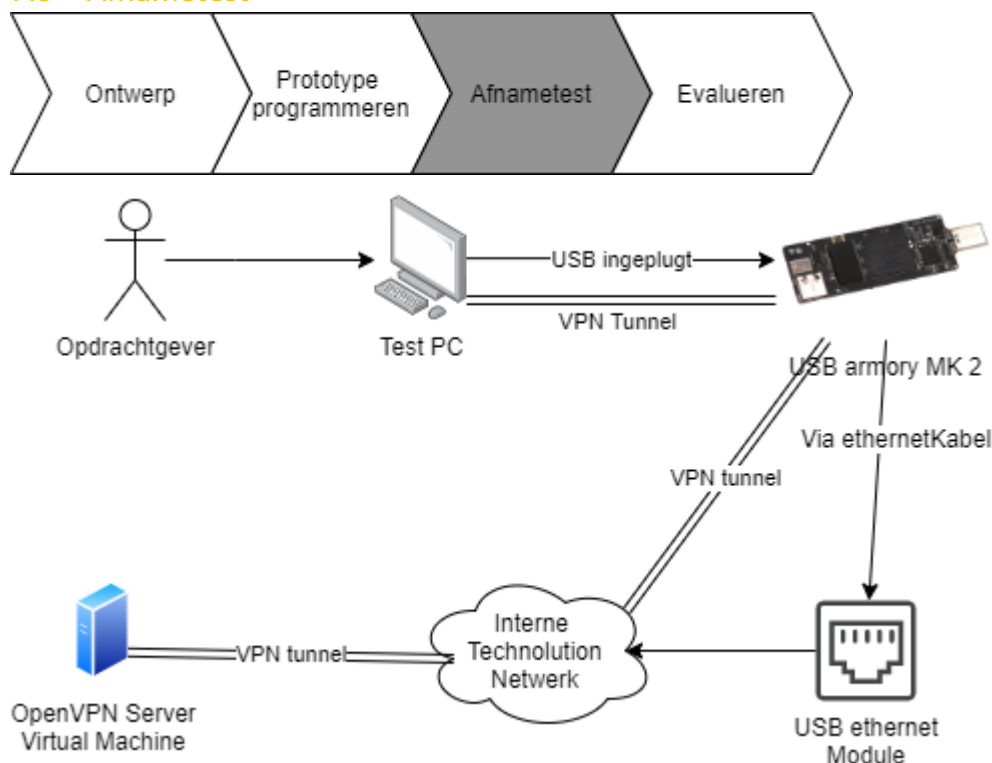 Ontwerp
Prototype
programmeren
Afnametest
Evalueren
USB ingeplugt
VPN Tunnel
Opdrachtgever
Test PC
USB armory MK 2
Via ethernetKabel
VPN tunnel
Interne
Technolution
Netwerk
VPN tunnel
OpenVPN Server
Virtual Machine
USB ethernet
Module